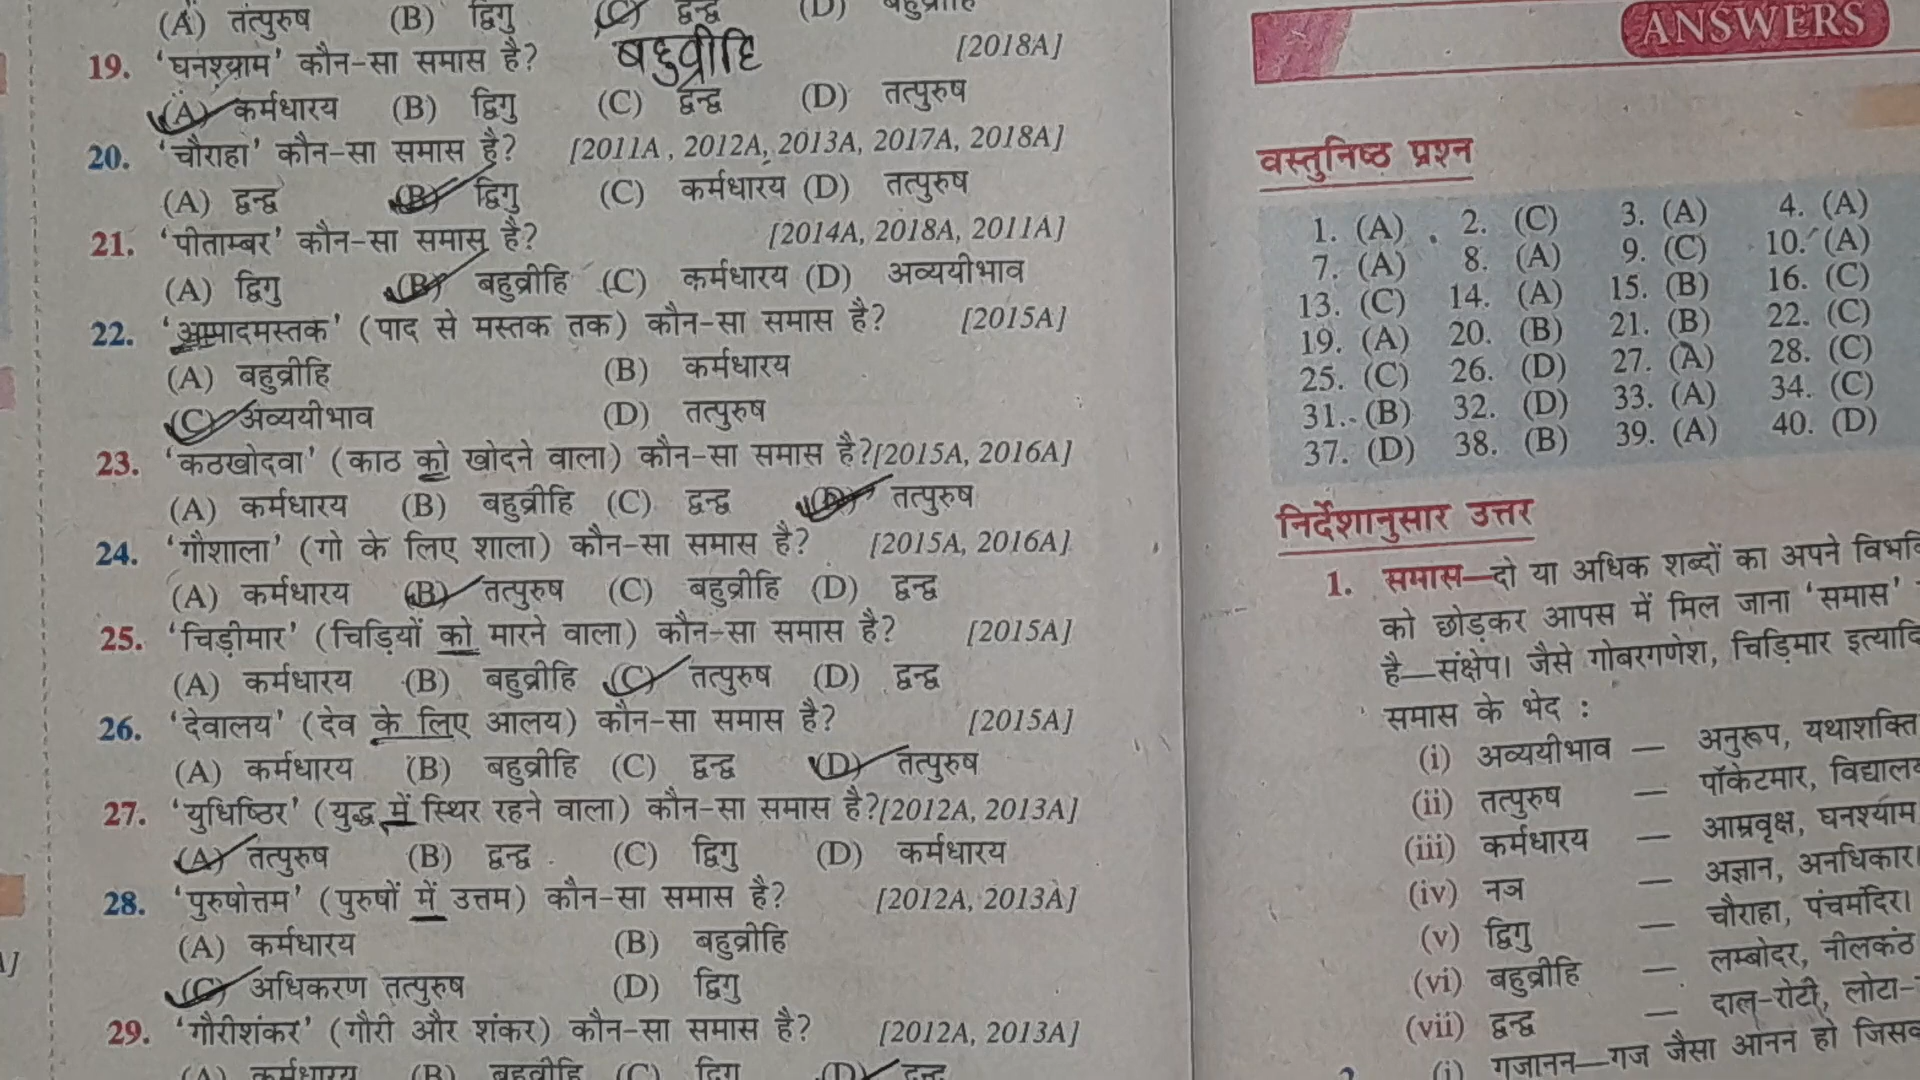 (A) तत्पुरुष (B) द्विगु (C) द्वन्द्व (D) बहुव्रीहि
19. 'घनश्याम' कौन-सा समास है? बहुव्रीहि [2018A]
(A) कर्मधारय (B) द्विगु (C) द्वन्द्व (D) तत्पुरुष
20. 'चौराहा' कौन-सा समास है? [2011A, 2012A, 2013A, 2017A, 2018A]
(A) द्वन्द्व (B) द्विगु (C) कर्मधारय (D) तत्पुरुष
21. 'पीताम्बर' कौन-सा समास है? [2014A, 2018A, 2011A]
(A) द्विगु (B) बहुव्रीहि (C) कर्मधारय (D) अव्ययीभाव
22. (पाद से मस्तक तक) कौन-सा समास है? [2015A]
(A) बहुव्रीहि (B) कर्मधारय
(C) अव्ययीभाव (D) तत्पुरुष
23. 'कठखोदवा' (काठ को खोदने वाला) कौन-सा समास है?[2015A, 2016A]
(A) कर्मधारय (B) बहुव्रीहि (C) द्वन्द्व (D) तत्पुरुष
24. 'गौशाला' (गो के लिए शाला) कौन-सा समास है? [2015A, 2016A]
(A) कर्मधारय (B) तत्पुरुष (C) बहुव्रीहि (D) द्वन्द्व
25. 'चिड़ीमार' (चिड़ियों को मारने वाला) कौन-सा समास है? [2015A]
(A) कर्मधारय (B) बहुव्रीहि (C) तत्पुरुष (D) द्वन्द्व
26. 'देवालय' (देव के लिए आलय) कौन-सा समास है? [2015A]
(A) कर्मधारय (B) बहुव्रीहि (C) द्वन्द्व (D) तत्पुरुष
27. 'युधिष्ठिर' (युद्ध में स्थिर रहने वाला) कौन-सा समास है?[2012A, 2013A]
(A) तत्पुरुष (B) द्वन्द्व (C) द्विगु (D) कर्मधारय
28. 'पुरुषोत्तम' (पुरुषों में उत्तम) कौन-सा समास है? [2012A, 2013A]
(A) कर्मधारय (B) बहुव्रीहि
(C) अधिकरण तत्पुरुष (D) द्विगु
29. 'गौरीशंकर' (गौरी और शंकर) कौन-सा समास है? [2012A, 2013A]
(A) कर्मधारय (B) बहुव्रीहि (C) द्विगु (D) द्वन्द्व
ANSWERS
वस्तुनिष्ठ प्रश्न
1. (A) 2. (C) 3. (A) 4. (A)
7. (A) 8. (A) 9. (C) 10. (A)
13. (C) 14. (A) 15. (B) 16. (C)
19. (A) 20. (B) 21. (B) 22. (C)
25. (C) 26. (D) 27. (A) 28. (C)
31. (B) 32. (D) 33. (A) 34. (C)
37. (D) 38. (B) 39. (A) 40. (D)
निर्देशानुसार उत्तर
1. समास—दो या अधिक शब्दों का अपने
को छोड़कर आपस में मिल जाना 'समास'
है—संक्षेप। जैसे गोबरगणेश, चिड़िमार
समास के भेद :
(i) अव्ययीभाव — अनुरूप, यथाशक्ति
(ii) तत्पुरुष — पॉकेटमार,
(iii) कर्मधारय — आम्रवृक्ष, घनश्याम
(iv) नञ — अज्ञान, अनधिकार।
(v) द्विगु — चौराहा, पंचमंदिर।
(vi) बहुव्रीहि — लम्बोदर, नीलकंठ
(vii) द्वन्द्व — दाल-रोटी, लोटा-
(i) गजानन—गज जैसा आनन हो